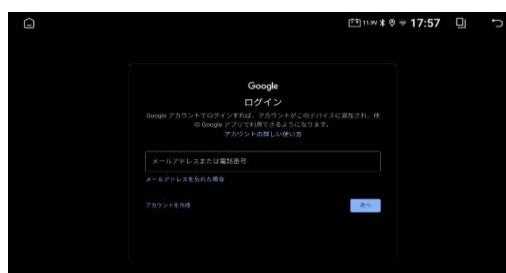 11.9V 17:57
Google
ログイン
Google アカウントでログインすれば、アカウントがこのデバイスに追加され、他
の Google アプリで利用できるようになります。
アカウントの詳しい使い方
メールアドレスまたは電話番号
メールアドレスを忘れた場合
アカウントを作成
次へ